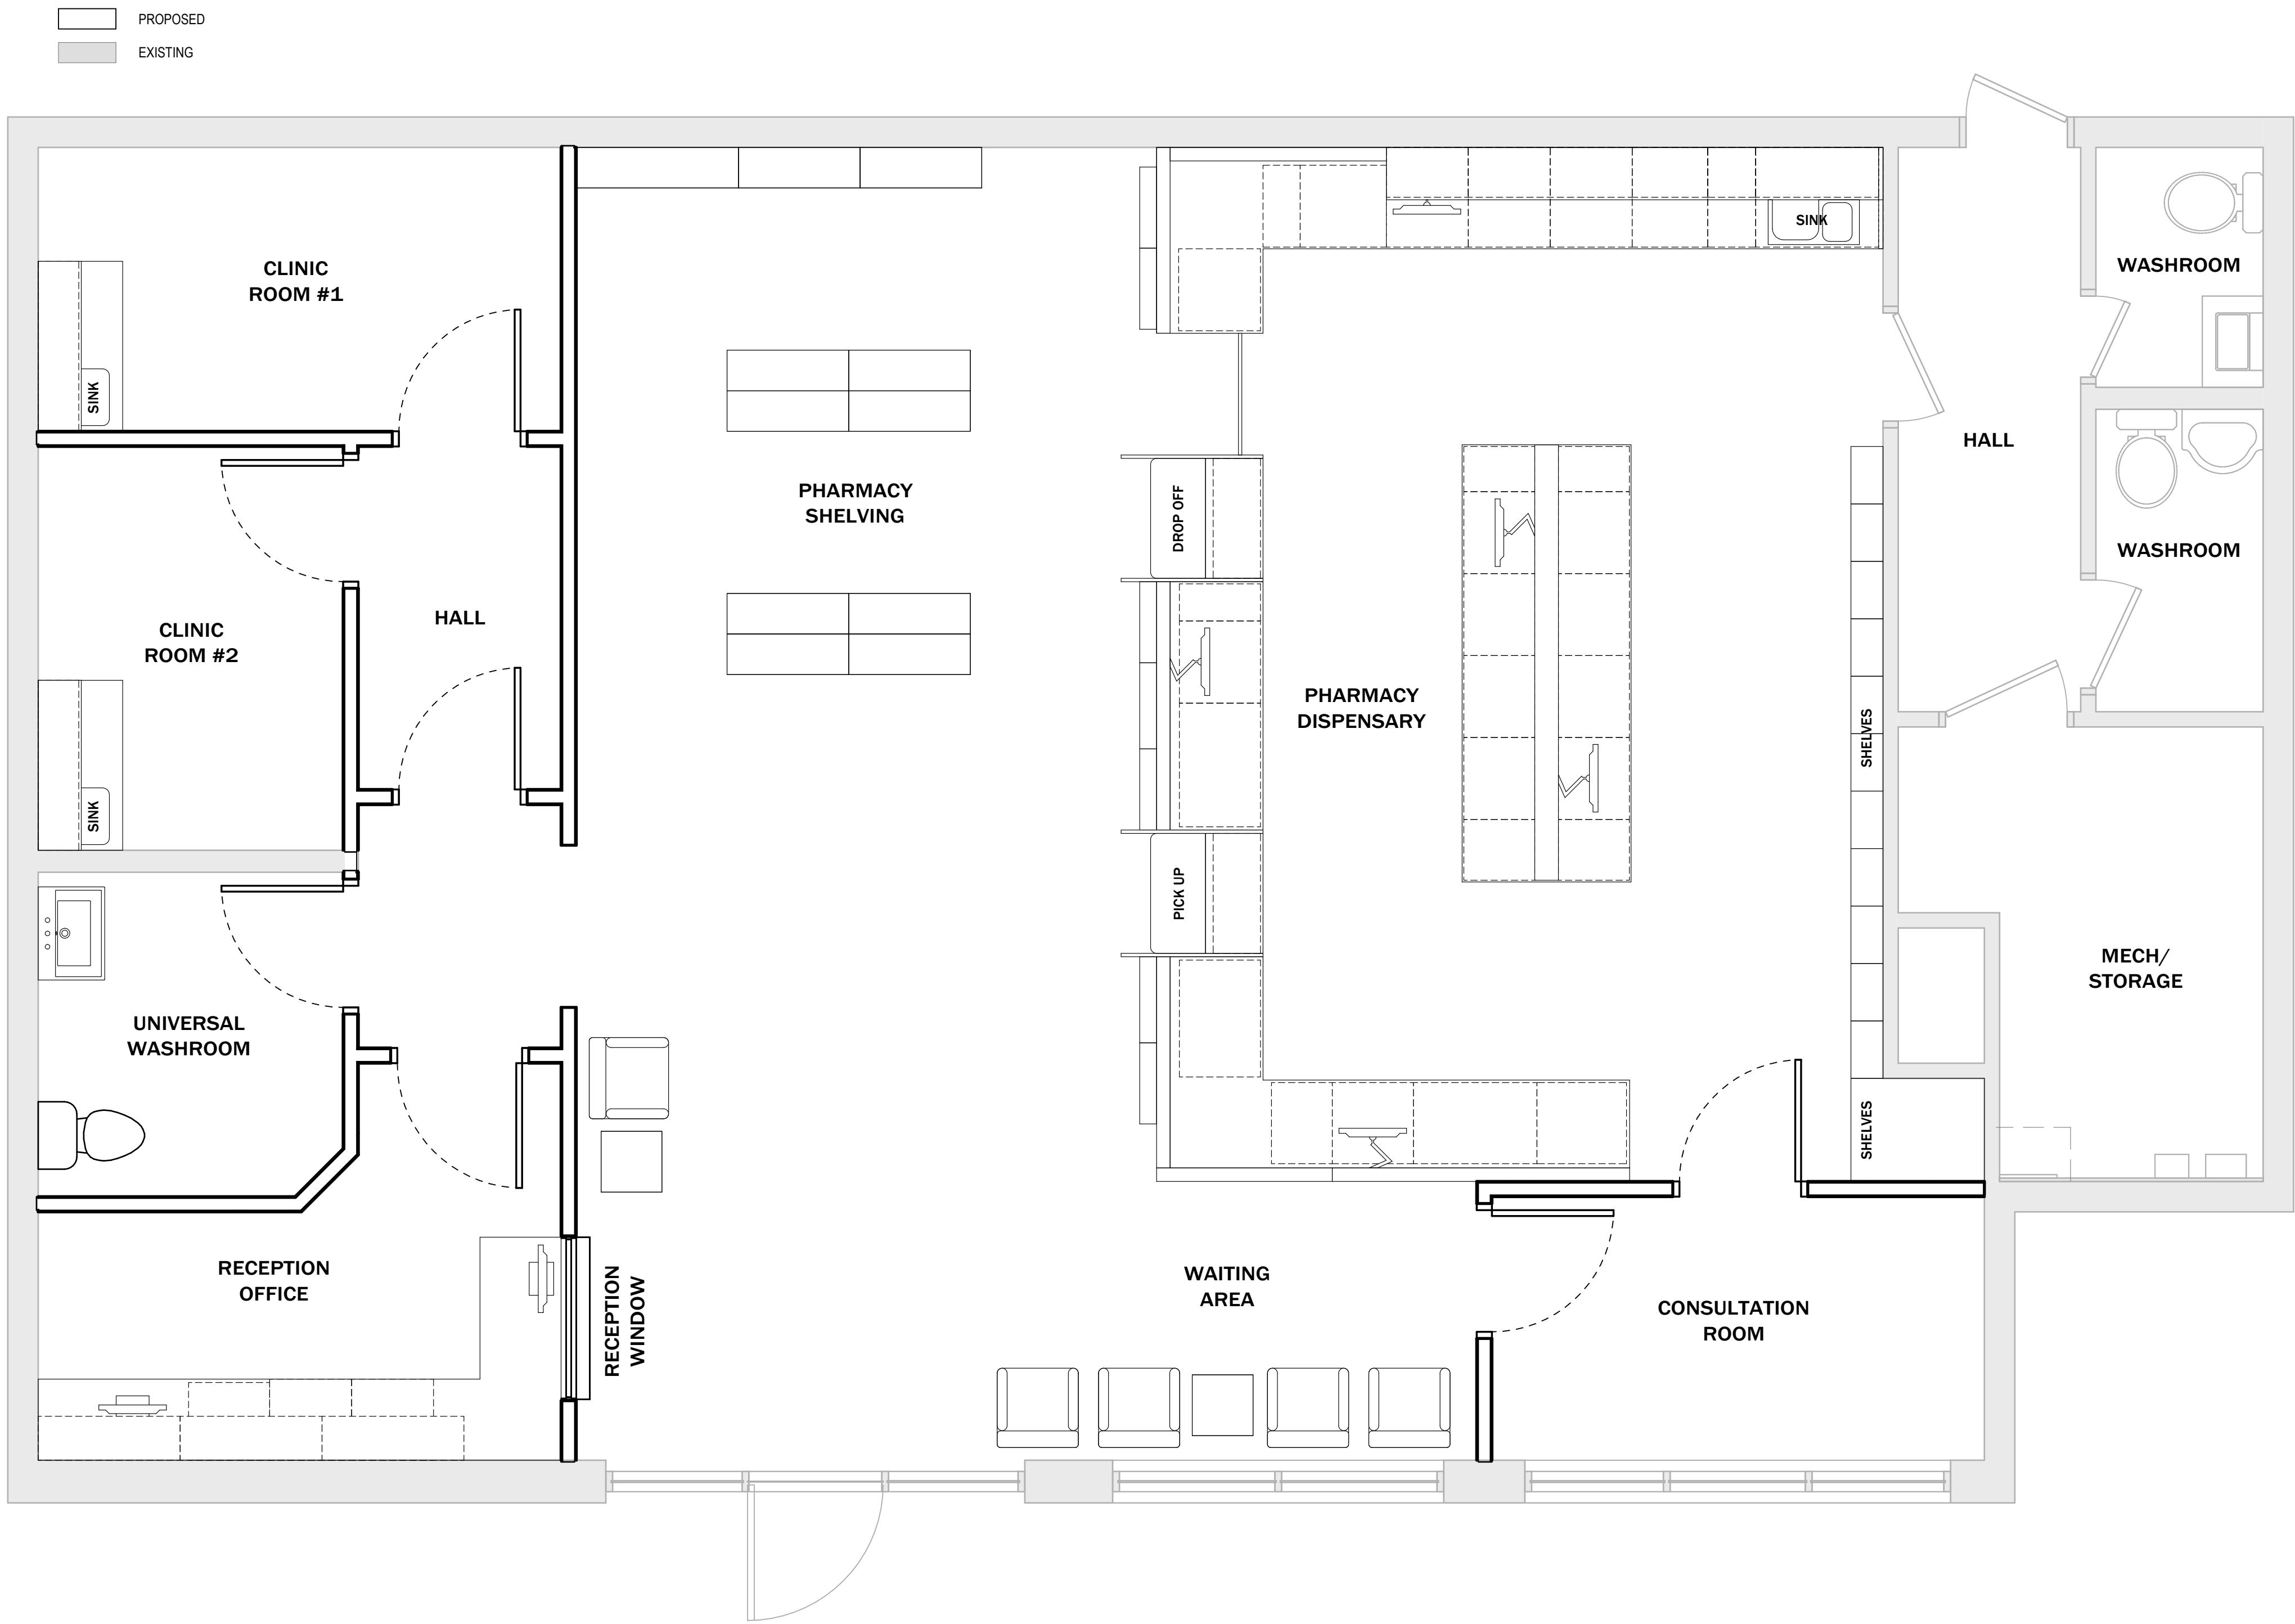 PROPOSED
EXISTING
CLINIC
ROOM #1
SINK
CLINIC
ROOM #2
SINK
HALL
UNIVERSAL
WASHROOM
RECEPTION
OFFICE
RECEPTION
WINDOW
PHARMACY
SHELVING
DROP OFF
PICK UP
PHARMACY
DISPENSARY
SINK
SHELVES
SHELVES
WAITING
AREA
CONSULTATION
ROOM
HALL
WASHROOM
WASHROOM
MECH/
STORAGE